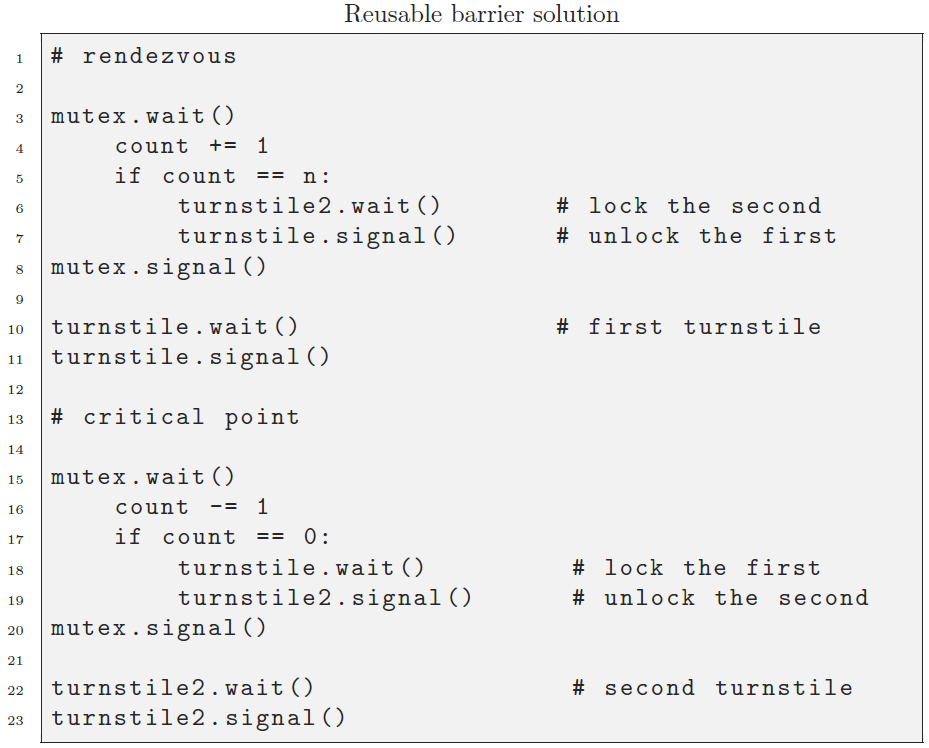 Reusable barrier solution
1 # rendezvous
2
3 mutex.wait()
4     count += 1
5     if count == n:
6         turnstile2.wait()       # lock the second
7         turnstile.signal()      # unlock the first
8 mutex.signal()
9
10 turnstile.wait()                # first turnstile
11 turnstile.signal()
12
13 # critical point
14
15 mutex.wait()
16     count -= 1
17     if count == 0:
18         turnstile.wait()         # lock the first
19         turnstile2.signal()      # unlock the second
20 mutex.signal()
21
22 turnstile2.wait()                # second turnstile
23 turnstile2.signal()